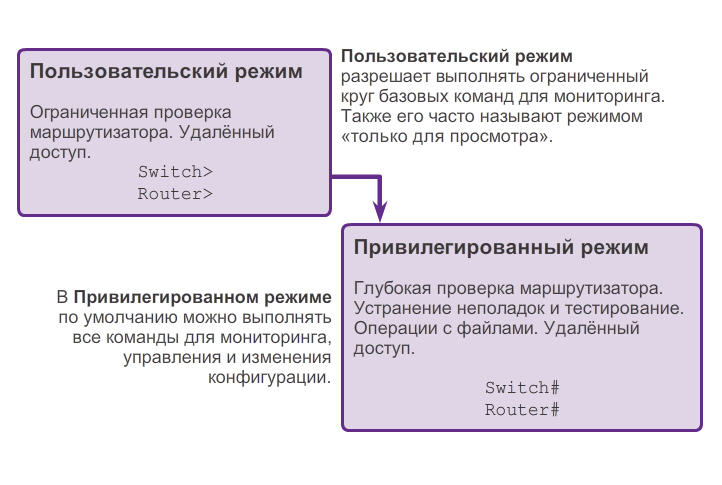 Пользовательский режим
Ограниченная проверка
маршрутизатора. Удалённый
доступ.
Switch>
Router>
Пользовательский режим
разрешает выполнять ограниченный
круг базовых команд для мониторинга.
Также его часто называют режимом
«только для просмотра».
В Привилегированном режиме
по умолчанию можно выполнять
все команды для мониторинга,
управления и изменения
конфигурации.
Привилегированный режим
Глубокая проверка маршрутизатора.
Устранение неполадок и тестирование.
Операции с файлами. Удалённый
доступ.
Switch#
Router#